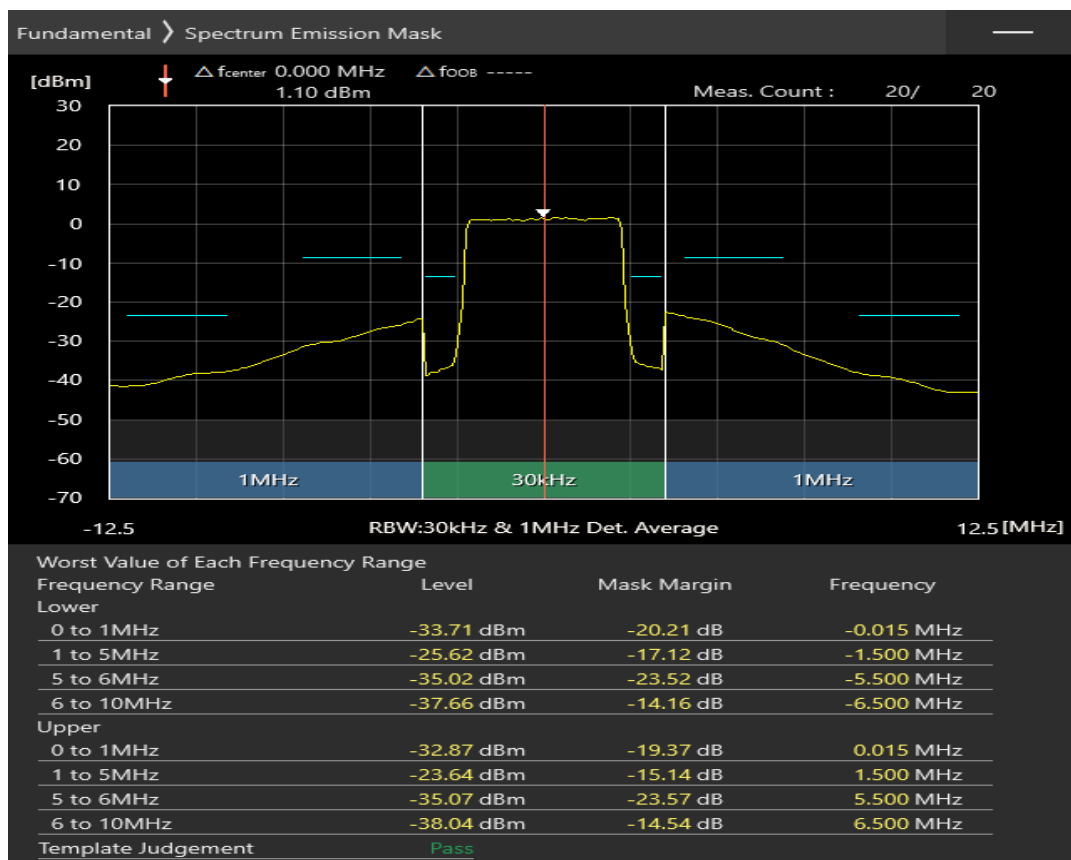 Fundamental ❯ Spectrum Emission Mask
[dBm] △ fcenter 0.000 MHz △ fOOB -----
1.10 dBm Meas. Count : 20/ 20
30
20
10
0
-10
-20
-30
-40
-50
-60
-70
1MHz 30kHz 1MHz
-12.5 RBW:30kHz & 1MHz Det. Average 12.5 [MHz]
Worst Value of Each Frequency Range
Frequency Range Level Mask Margin Frequency
Lower
0 to 1MHz -33.71 dBm -20.21 dB -0.015 MHz
1 to 5MHz -25.62 dBm -17.12 dB -1.500 MHz
5 to 6MHz -35.02 dBm -23.52 dB -5.500 MHz
6 to 10MHz -37.66 dBm -14.16 dB -6.500 MHz
Upper
0 to 1MHz -32.87 dBm -19.37 dB 0.015 MHz
1 to 5MHz -23.64 dBm -15.14 dB 1.500 MHz
5 to 6MHz -35.07 dBm -23.57 dB 5.500 MHz
6 to 10MHz -38.04 dBm -14.54 dB 6.500 MHz
Template Judgement Pass